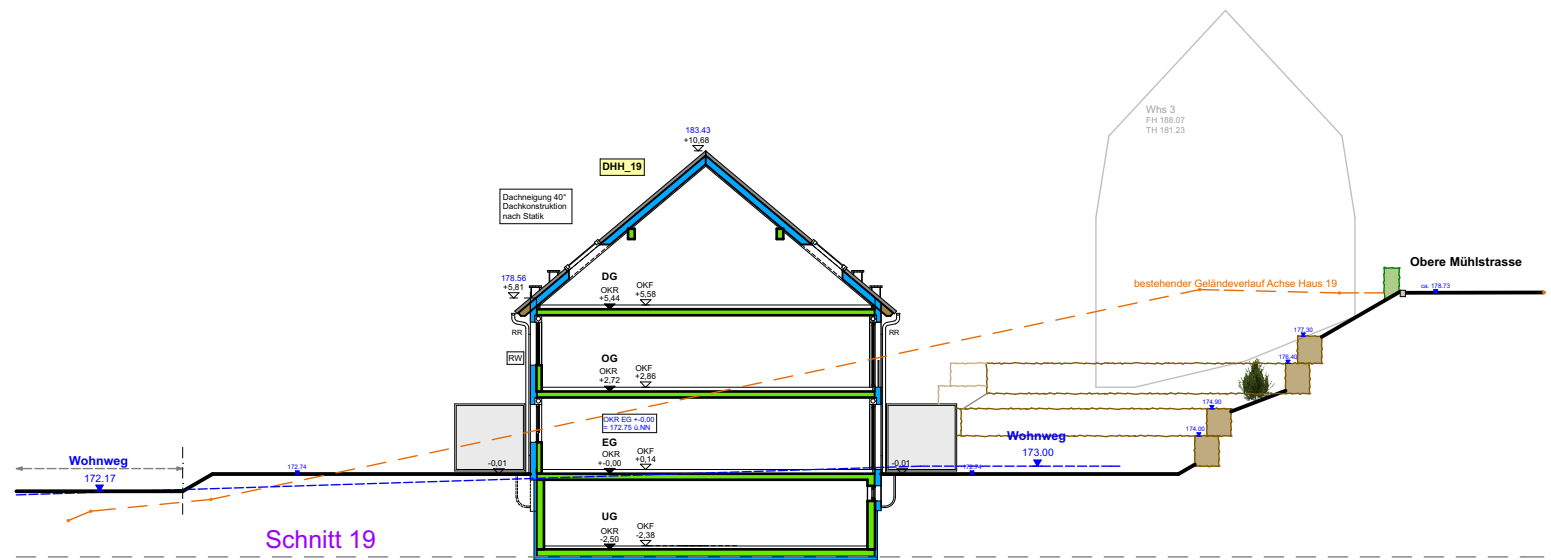 Whs 3
FH 188.07
TH 181.23
183.43
+10,68
DHH_19
Dachneigung 40°
Dachkonstruktion
nach Statik
Obere Mühlstrasse
178.56
+5,81
DG
OKR
+5,44
OKF
+5,58
bestehender Geländeverlauf Achse Haus 19
ca. 178.73
RR
RR
177.30
RW
OG
OKR
+2,72
OKF
+2,86
176.40
174.90
OKR EG +-0,00
= 172.75 ü.NN
174.00
Wohnweg
173.00
EG
OKR
+-0,00
OKF
+0,14
-0,01
-0,01
Wohnweg
172.17
172.74
172.74
UG
OKR
-2,50
OKF
-2,38
Schnitt 19